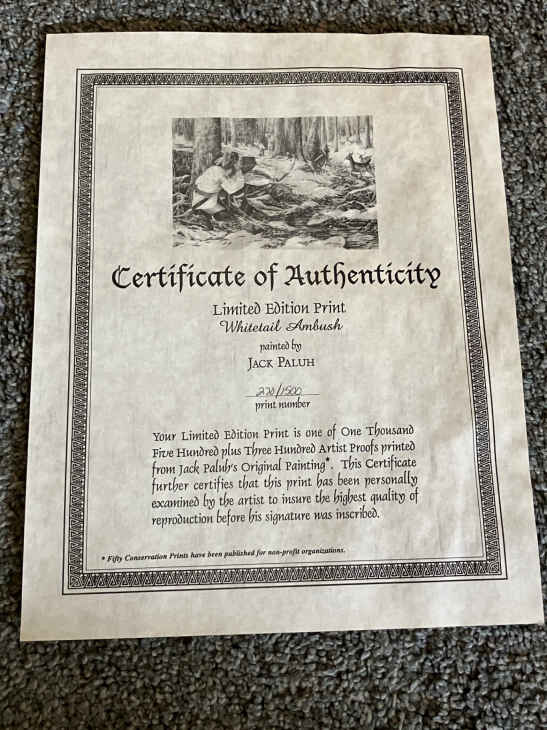 Certificate of Authenticity
Limited Edition Print
Whitetail Ambush
painted by
Jack Paluh
220/1500
print number
Your Limited Edition Print is one of One Thousand
Five Hundred plus Three Hundred Artist Proofs printed
from Jack Paluh's Original Painting*. This Certificate
further certifies that this print has been personally
examined by the artist to insure the highest quality of
reproduction before his signature was inscribed.
* Fifty Conservation Prints have been published for non-profit organizations.